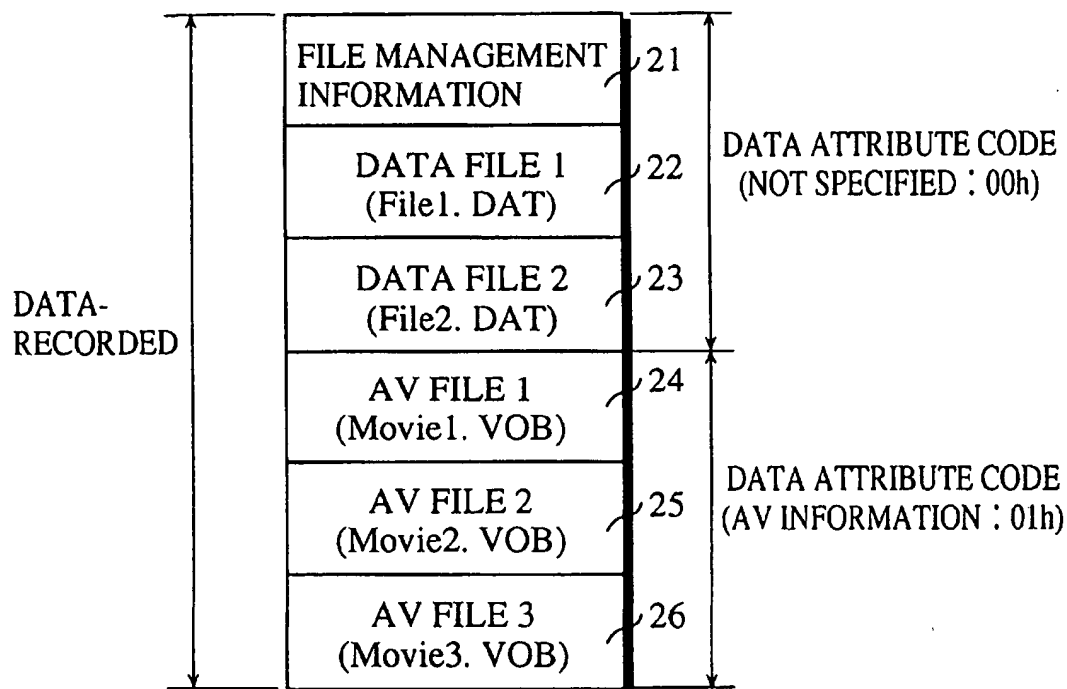 FILE MANAGEMENT
INFORMATION
21
DATA FILE 1
(File1. DAT)
22
DATA ATTRIBUTE CODE
(NOT SPECIFIED : 00h)
DATA FILE 2
(File2. DAT)
23
DATA-
RECORDED
AV FILE 1
(Movie1. VOB)
24
AV FILE 2
(Movie2. VOB)
25
DATA ATTRIBUTE CODE
(AV INFORMATION : 01h)
AV FILE 3
(Movie3. VOB)
26